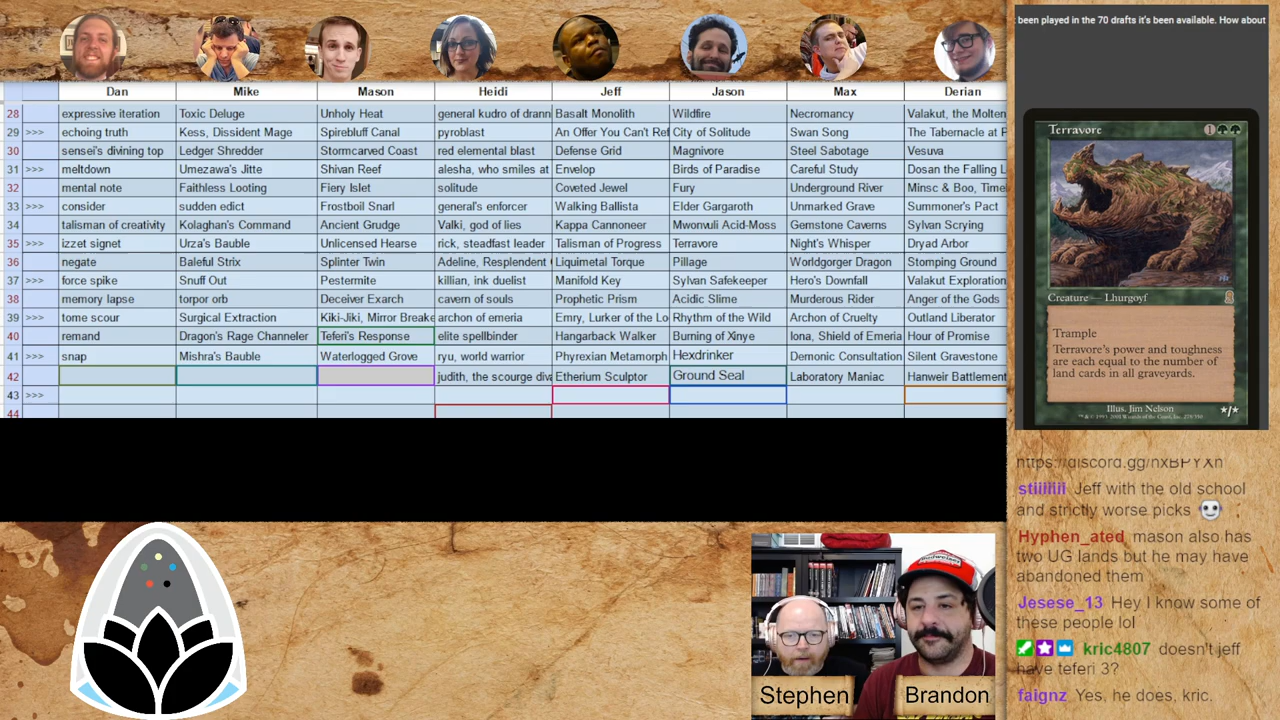 been played in the 70 drafts it's been available. How about
Dan Mike Mason Heidi Jeff Jason Max Derian
28 expressive iteration Toxic Deluge Unholy Heat general kudro of drann Basalt Monolith Wildfire Necromancy Valakut, the Molten
29 >>> echoing truth Kess, Dissident Mage Spirebluff Canal pyroblast An Offer You Can't Ref City of Solitude Swan Song The Tabernacle at P
30 sensei's divining top Ledger Shredder Stormcarved Coast red elemental blast Defense Grid Magnivore Steel Sabotage Vesuva
31 >>> meltdown Umezawa's Jitte Shivan Reef alesha, who smiles at Envelop Birds of Paradise Careful Study Dosan the Falling L
32 mental note Faithless Looting Fiery Islet solitude Coveted Jewel Fury Underground River Minsc & Boo, Time
33 >>> consider sudden edict Frostboil Snarl general's enforcer Walking Ballista Elder Gargaroth Unmarked Grave Summoner's Pact
34 talisman of creativity Kolaghan's Command Ancient Grudge Valki, god of lies Kappa Cannoneer Mwonvuli Acid-Moss Gemstone Caverns Sylvan Scrying
35 >>> izzet signet Urza's Bauble Unlicensed Hearse rick, steadfast leader Talisman of Progress Terravore Night's Whisper Dryad Arbor
36 negate Baleful Strix Splinter Twin Adeline, Resplendent Liquimetal Torque Pillage Worldgorger Dragon Stomping Ground
37 >>> force spike Snuff Out Pestermite killian, ink duelist Manifold Key Sylvan Safekeeper Hero's Downfall Valakut Exploration
38 memory lapse torpor orb Deceiver Exarch cavern of souls Prophetic Prism Acidic Slime Murderous Rider Anger of the Gods
39 >>> tome scour Surgical Extraction Kiki-Jiki, Mirror Breake archon of emeria Emry, Lurker of the Lo Rhythm of the Wild Archon of Cruelty Outland Liberator
40 remand Dragon's Rage Channeler Teferi's Response elite spellbinder Hangarback Walker Burning of Xinye Iona, Shield of Emeria Hour of Promise
41 >>> snap Mishra's Bauble Waterlogged Grove ryu, world warrior Phyrexian Metamorph Hexdrinker Demonic Consultation Silent Gravestone
42 judith, the scourge div Etherium Sculptor Ground Seal Laboratory Maniac Hanweir Battlement
43 >>>
44
Terravore 1
Creature — Lhurgoyf
Trample
Terravore's power and toughness
are each equal to the number of
land cards in all graveyards.
Illus. Jim Nelson
*/*
https://discord.gg/nxBPYXn
stiiiiiii Jeff with the old school
and strictly worse picks
Hyphen_ated mason also has
two UG lands but he may have
abandoned them
Jesese_13 Hey I know some of
these people lol
kric4807 doesn't jeff
have teferi 3?
faignz Yes, he does, kric.
Stephen Brandon